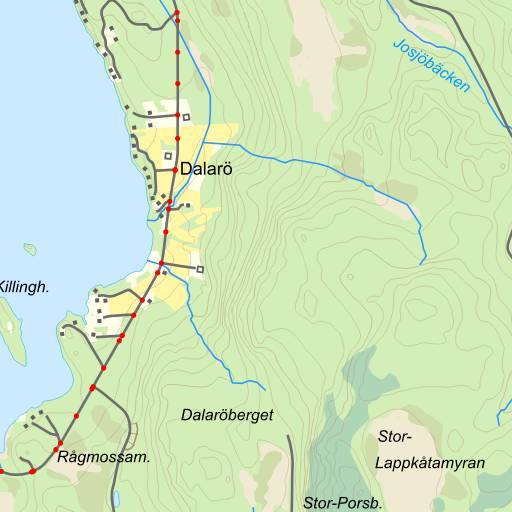 Josjöbäcken
Dalarö
Killingh.
Dalaröberget
Stor-
Lappkåtamyran
Rågmossam.
Stor-Porsb.